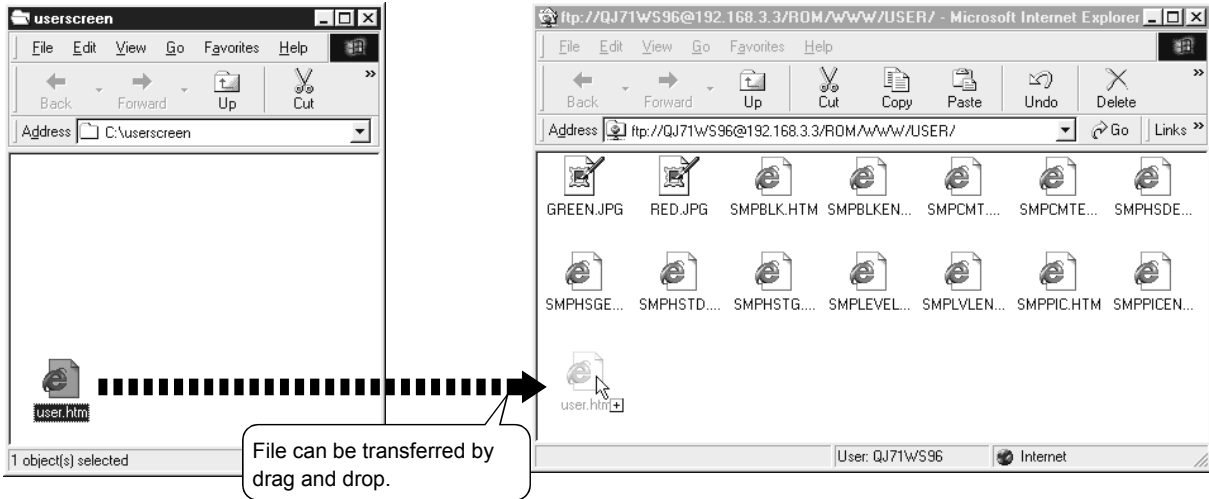 userscreen
File Edit View Go Favorites Help
Back Forward Up Cut »
Address C:\userscreen
user.htm
1 object(s) selected
ftp://QJ71WS96@192.168.3.3/ROM/WWW/USER/ - Microsoft Internet Explorer
File Edit View Go Favorites Help
Back Forward Up Cut Copy Paste Undo Delete »
Address ftp://QJ71WS96@192.168.3.3/ROM/WWW/USER/ Go Links »
GREEN.JPG RED.JPG SMPBLK.HTM SMPBLKEN... SMPCMT.... SMPCMTE... SMPHSDE...
SMPHSGE... SMPHSTD.... SMPHSTG.... SMPLEVEL... SMPLVLEN... SMPPIC.HTM SMPPICEN...
user.htm
User: QJ71WS96 Internet
File can be transferred by
drag and drop.